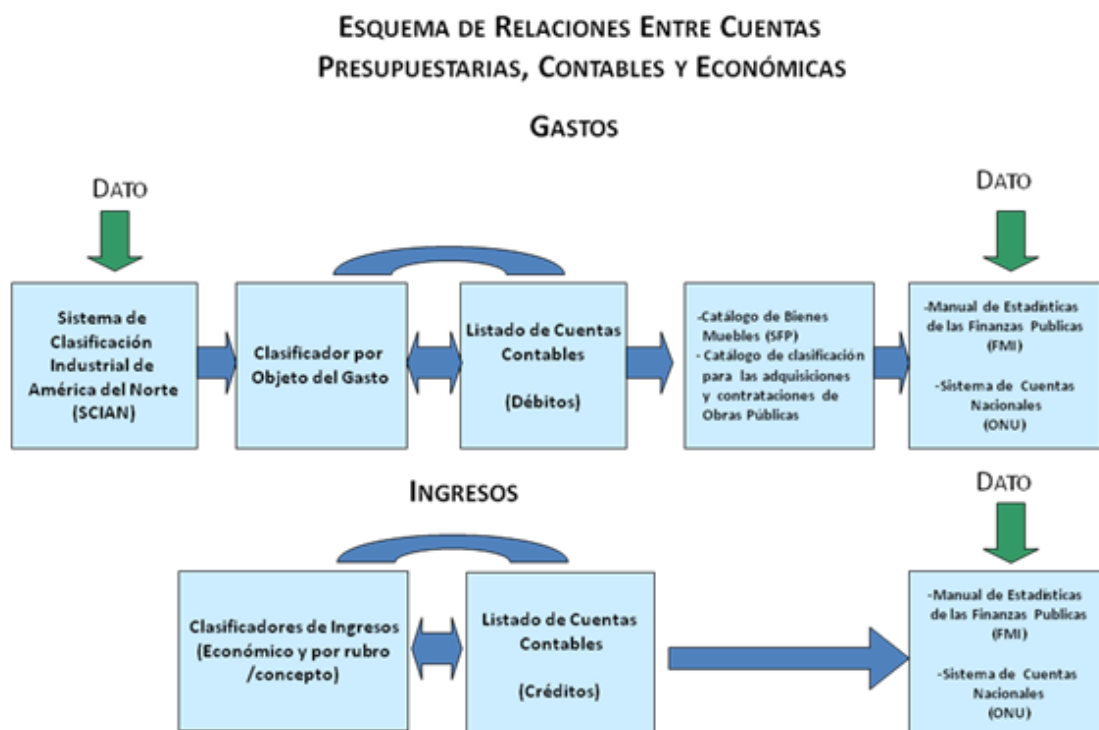 ESQUEMA DE RELACIONES ENTRE CUENTAS
PRESUPUESTARIAS, CONTABLES Y ECONÓMICAS
GASTOS
DATO
DATO
Sistema de
Clasificación
Industrial de
América del Norte
(SCIAN)
Clasificador por
Objeto del Gasto
Listado de Cuentas
Contables
(Débitos)
-Catálogo de Bienes
Muebles (SFP)
- Catálogo de clasificación
para las adquisiciones
y contrataciones de
Obras Públicas
-Manual de Estadísticas
de las Finanzas Publicas
(FMI)
-Sistema de Cuentas
Nacionales
(ONU)
INGRESOS
DATO
Clasificadores de Ingresos
(Económico y por rubro
/concepto)
Listado de Cuentas
Contables
(Créditos)
-Manual de Estadísticas
de las Finanzas Publicas
(FMI)
-Sistema de Cuentas
Nacionales
(ONU)